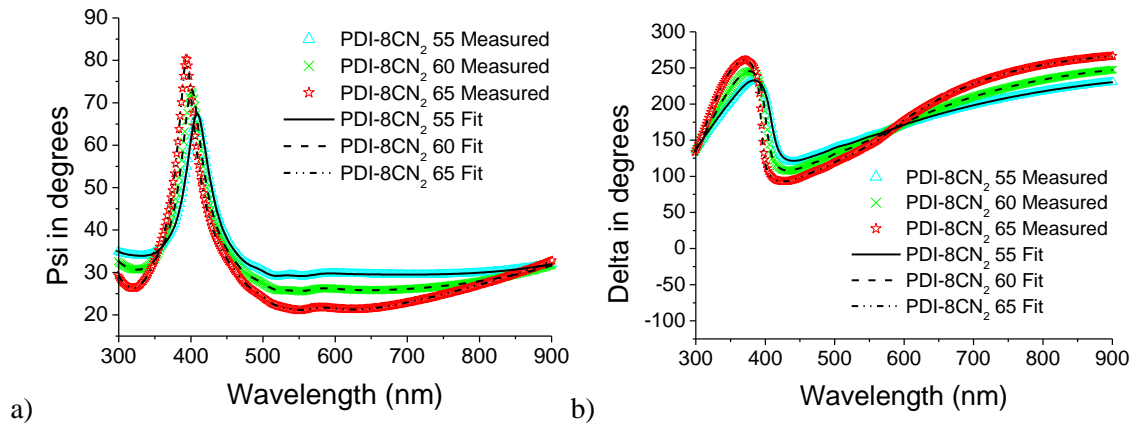 90
80
70
60
50
40
30
20
300 400 500 600 700 800 900
Psi in degrees
Wavelength (nm)
PDI-8CN₂ 55 Measured
PDI-8CN₂ 60 Measured
PDI-8CN₂ 65 Measured
PDI-8CN₂ 55 Fit
PDI-8CN₂ 60 Fit
PDI-8CN₂ 65 Fit
a)
300
250
200
150
100
50
0
-50
-100
300 400 500 600 700 800 900
Delta in degrees
Wavelength (nm)
PDI-8CN₂ 55 Measured
PDI-8CN₂ 60 Measured
PDI-8CN₂ 65 Measured
PDI-8CN₂ 55 Fit
PDI-8CN₂ 60 Fit
PDI-8CN₂ 65 Fit
b)